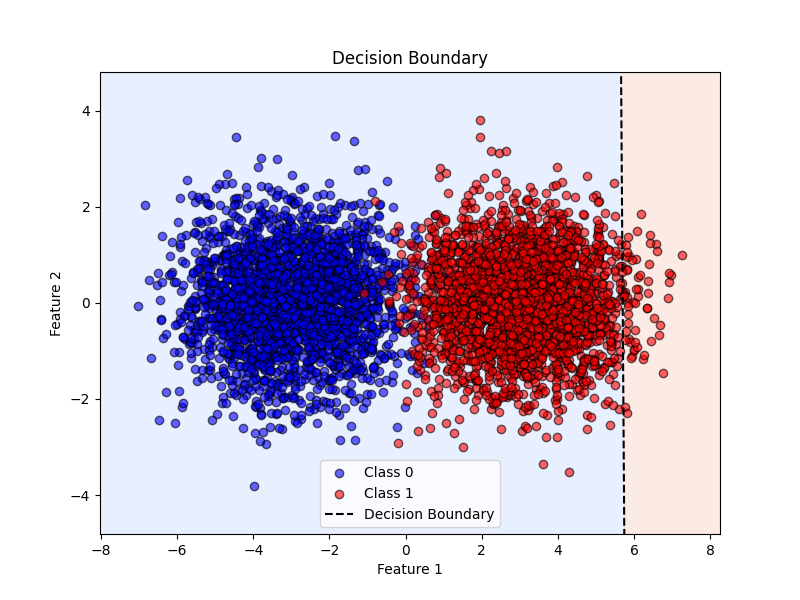 Decision Boundary
Feature 2
4
2
0
−2
−4
Class 0
Class 1
Decision Boundary
−8 −6 −4 −2 0 2 4 6 8
Feature 1